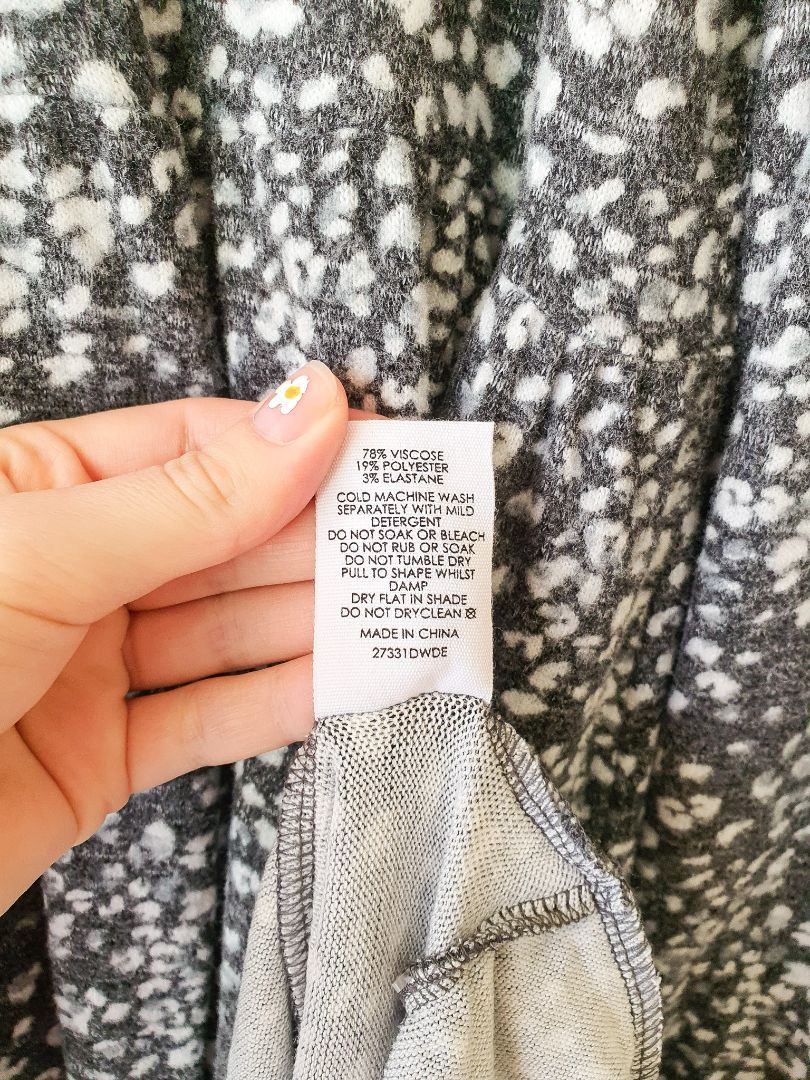 78% VISCOSE
19% POLYESTER
3% ELASTANE
COLD MACHINE WASH
SEPARATELY WITH MILD
DETERGENT
DO NOT SOAK OR BLEACH
DO NOT RUB OR SOAK
DO NOT TUMBLE DRY
PULL TO SHAPE WHILST
DAMP
DRY FLAT IN SHADE
DO NOT DRYCLEAN
MADE IN CHINA
27331DWDE